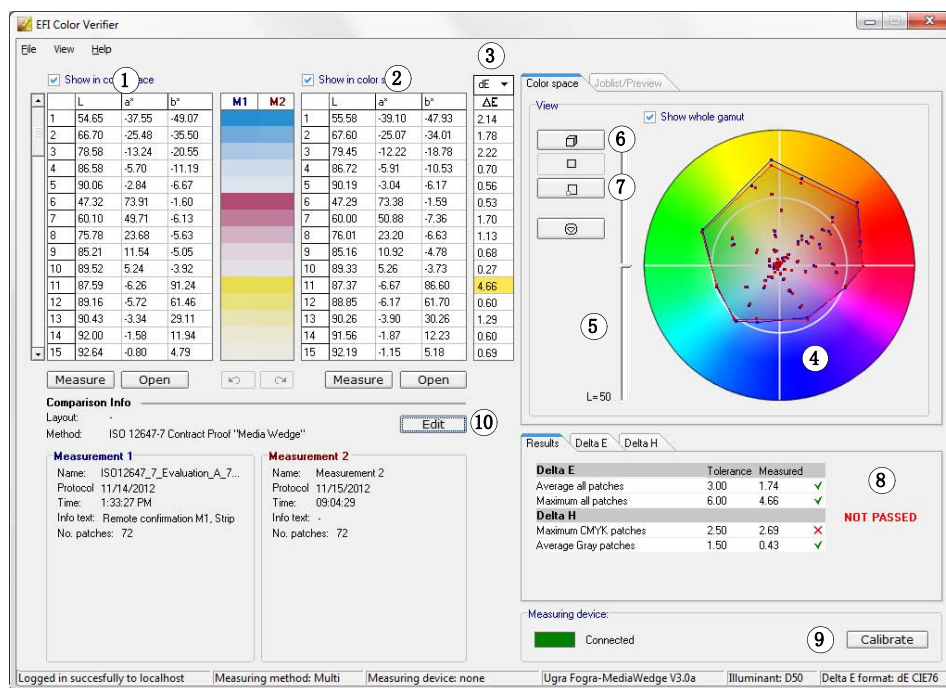 EFI Color Verifier
File View Help
3
Show in co 1 ace
Show in color s 2
dE
Color space Joblist/Preview
L a* b* M1 M2 L a* b* ΔE
1 54.65 -37.55 -49.07 1 55.58 -39.10 -47.93 2.14
2 66.70 -25.48 -35.50 2 67.60 -25.07 -34.01 1.78
3 78.58 -13.24 -20.55 3 79.45 -12.22 -18.78 2.22
4 86.58 -5.70 -11.19 4 86.72 -5.91 -10.53 0.70
5 90.06 -2.84 -6.67 5 90.19 -3.04 -6.17 0.56
6 47.32 73.91 -1.60 6 47.29 73.38 -1.59 0.53
7 60.10 49.71 -6.13 7 60.00 50.88 -7.36 1.70
8 75.78 23.68 -5.63 8 76.01 23.20 -6.63 1.13
9 85.21 11.54 -5.05 9 85.16 10.92 -4.78 0.68
10 89.52 5.24 -3.92 10 89.33 5.26 -3.73 0.27
11 87.59 -6.26 91.24 11 87.37 -6.67 86.60 4.66
12 89.16 -5.72 61.46 12 88.85 -6.17 61.70 0.60
13 90.43 -3.34 29.11 13 90.26 -3.90 30.26 1.29
14 92.00 -1.58 11.94 14 91.56 -1.87 12.23 0.60
15 92.64 -0.80 4.79 15 92.19 -1.15 5.18 0.69
Measure Open Measure Open
View
Show whole gamut
6
7
5
4
L=50
Comparison Info
Layout: -
Method: ISO 12647-7 Contract Proof "Media Wedge"
Edit 10
Measurement 1
Name: ISO12647_7_Evaluation_A_7...
Protocol 11/14/2012
Time: 1:33:27 PM
Info text: Remote confirmation M1, Strip
No. patches: 72
Measurement 2
Name: Measurement 2
Protocol 11/15/2012
Time: 09:04:29
Info text: -
No. patches: 72
Results Delta E Delta H
Delta E Tolerance Measured
Average all patches 3.00 1.74
Maximum all patches 6.00 4.66
Delta H
Maximum CMYK patches 2.50 2.69
Average Gray patches 1.50 0.43
8
NOT PASSED
Measuring device:
Connected
9 Calibrate
Logged in succesfully to localhost Measuring method: Multi Measuring device: none Ugra Fogra-MediaWedge V3.0a Illuminant: D50 Delta E format: dE CIE76